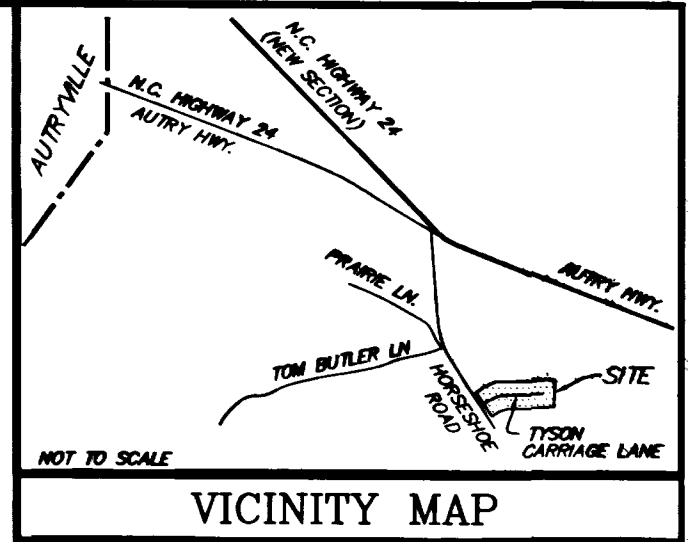 AUTRYVILLE
N.C. HIGHWAY 24
AUTRY HWY.
N.C. HIGHWAY 24
(NEW SECTION)
AUTRY HWY.
PRAIRIE LN.
TOM BUTLER LN
HORSESHOE
ROAD
SITE
TYSON
CARRIAGE LANE
NOT TO SCALE
VICINITY MAP